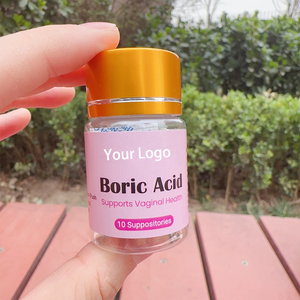 Your Logo
Boric Acid
Supports Vaginal Health
10 Suppositories